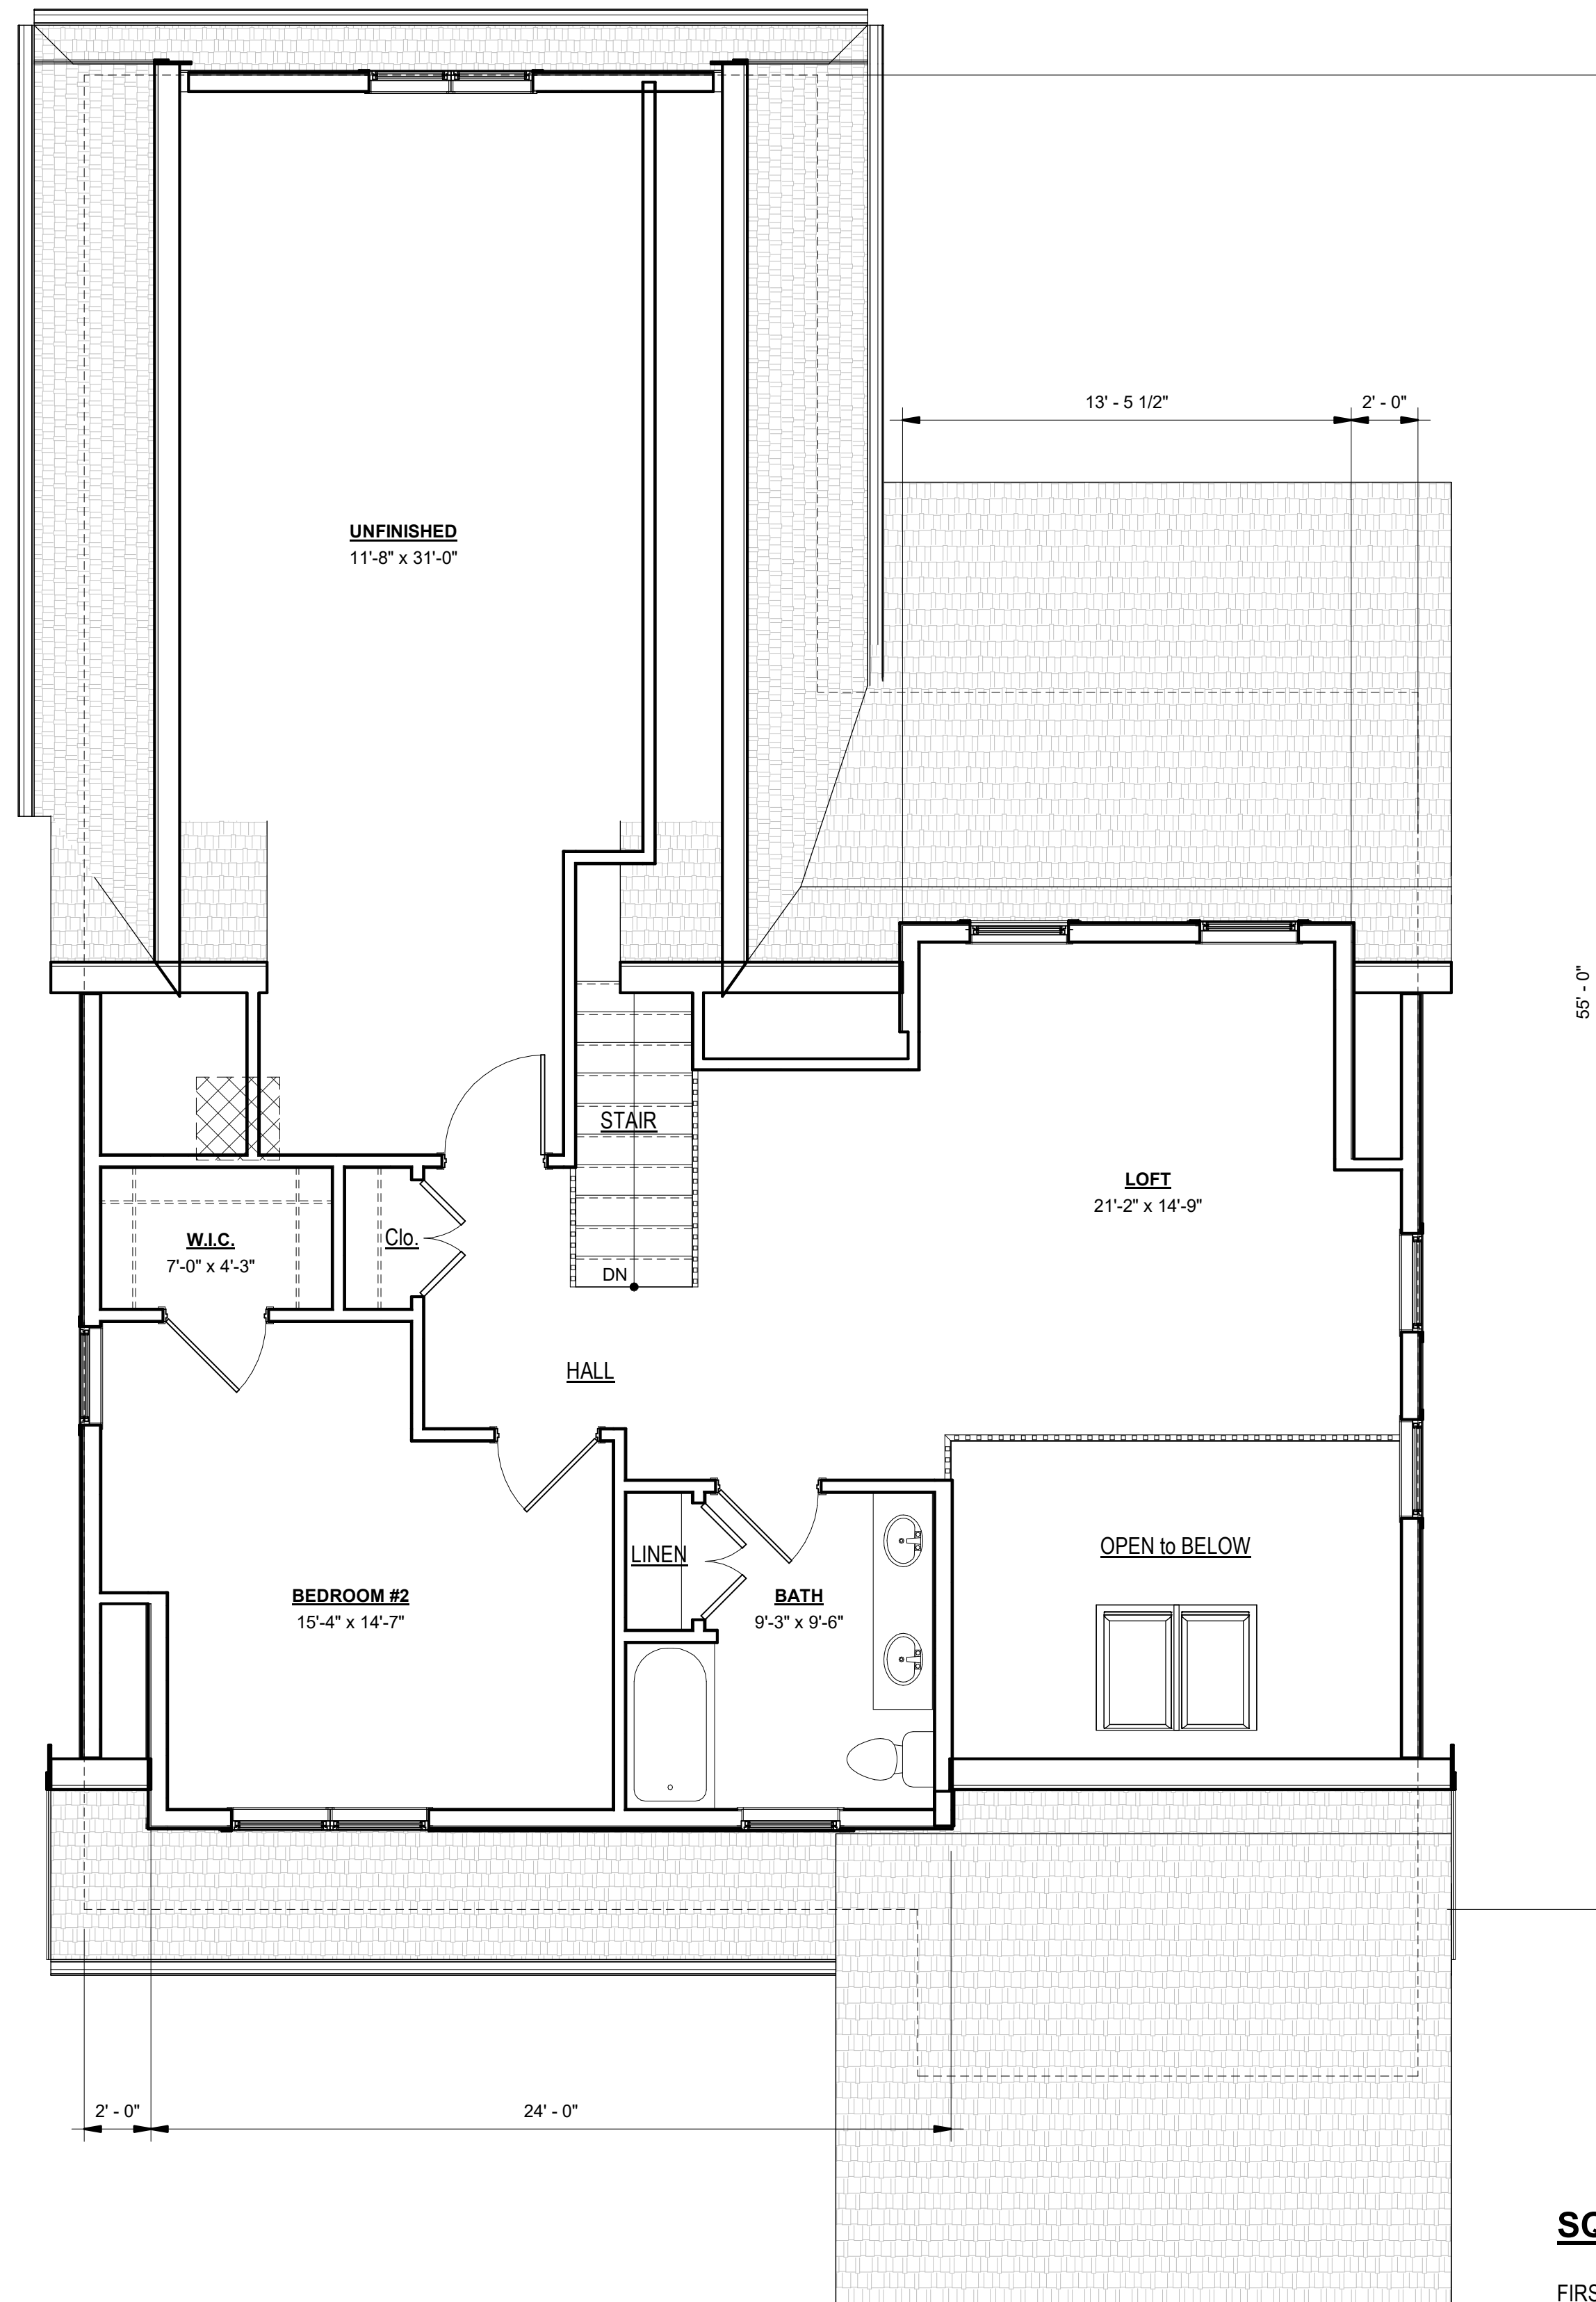 13' - 5 1/2"
2' - 0"
UNFINISHED
11'-8" x 31'-0"
55' - 0"
STAIR
LOFT
21'-2" x 14'-9"
W.I.C.
7'-0" x 4'-3"
Clo.
DN
HALL
OPEN to BELOW
LINEN
BEDROOM #2
15'-4" x 14'-7"
BATH
9'-3" x 9'-6"
2' - 0"
24' - 0"
SQ
FIRS